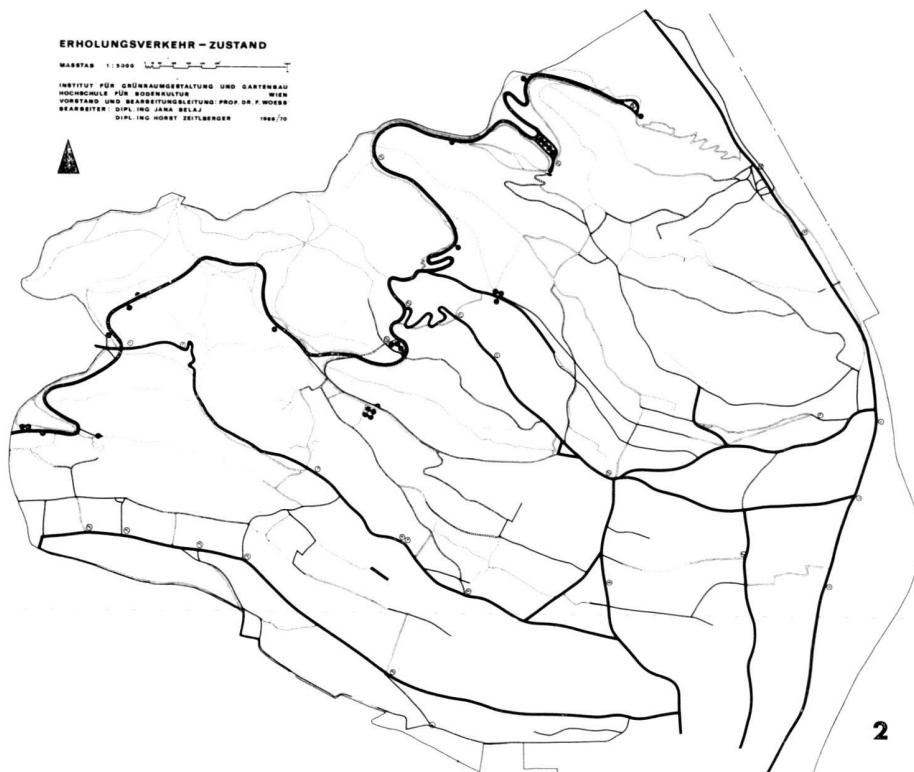 ERHOLUNGSVERKEHR – ZUSTAND
MASSTAB 1:5000
INSTITUT FÜR GRÜNRAUMGESTALTUNG UND GARTENBAU
HOCHSCHULE FÜR BODENKULTUR WIEN
VORSTAND UND BEARBEITUNGSLEITUNG: PROF. DR. F. WOESS
BEARBEITER: DIPL. ING JANA BELAJ
DIPL. ING HORST ZEITLBERGER 1969/70
2